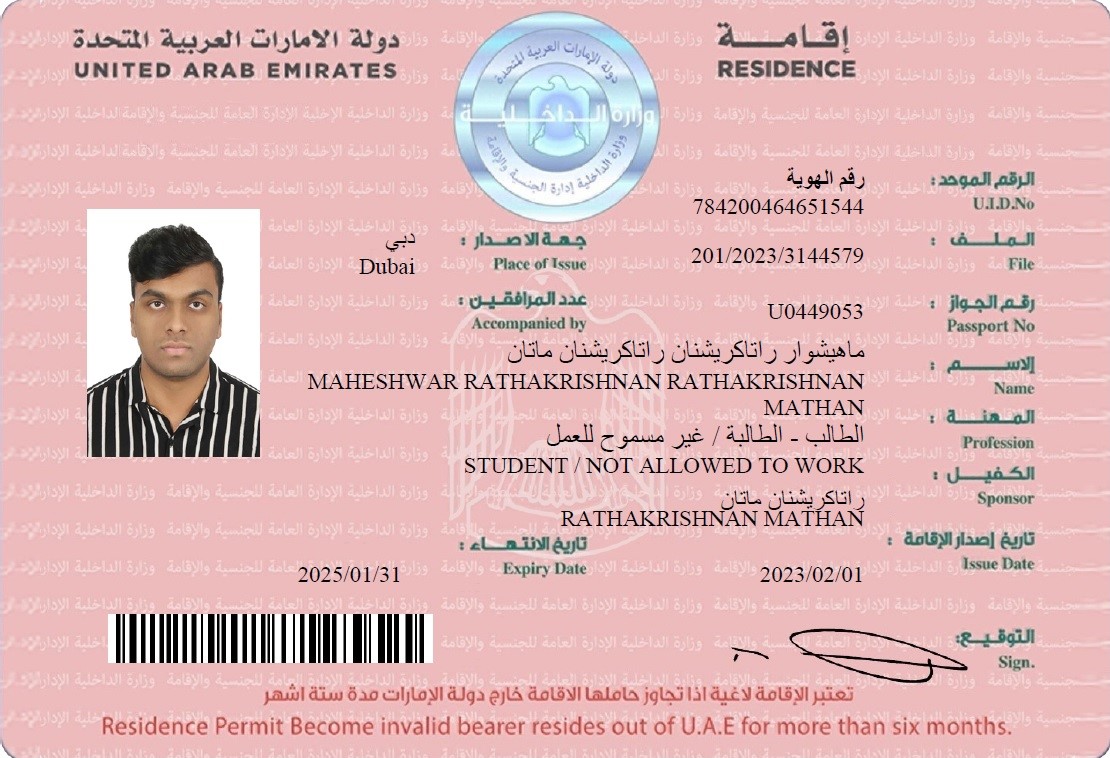 دولة الامارات العربية المتحدة
UNITED ARAB EMIRATES
إقامة
RESIDENCE
دولة الإمارات العربية المتحدة
وزارة الداخلية
وزارة الداخلية إدارة الجنسية والإقامة
الرقم الموحد :
U.I.D.No
رقم الهوية
784200464651544
الملف :
File
201/2023/3144579
جهة الاصدار :
Place of Issue
دبي
Dubai
رقم الجواز :
Passport No
U0449053
عدد المرافقين :
Accompanied by
الاسم :
Name
ماهيشوار راتاكريشنان راتاكريشنان ماتان
MAHESHWAR RATHAKRISHNAN RATHAKRISHNAN
MATHAN
المهنة :
Profession
الطالب - الطالبة / غير مسموح للعمل
STUDENT / NOT ALLOWED TO WORK
الكفيل :
Sponsor
راتاكريشنان ماتان
RATHAKRISHNAN MATHAN
تاريخ إصدار الإقامة :
Issue Date
2023/02/01
تاريخ الانتهاء :
Expiry Date
2025/01/31
التوقيع:
Sign.
تعتبر الإقامة لاغية اذا تجاوز حاملها الاقامة خارج دولة الإمارات مدة ستة اشهر
Residence Permit Become invalid bearer resides out of U.A.E for more than six months.